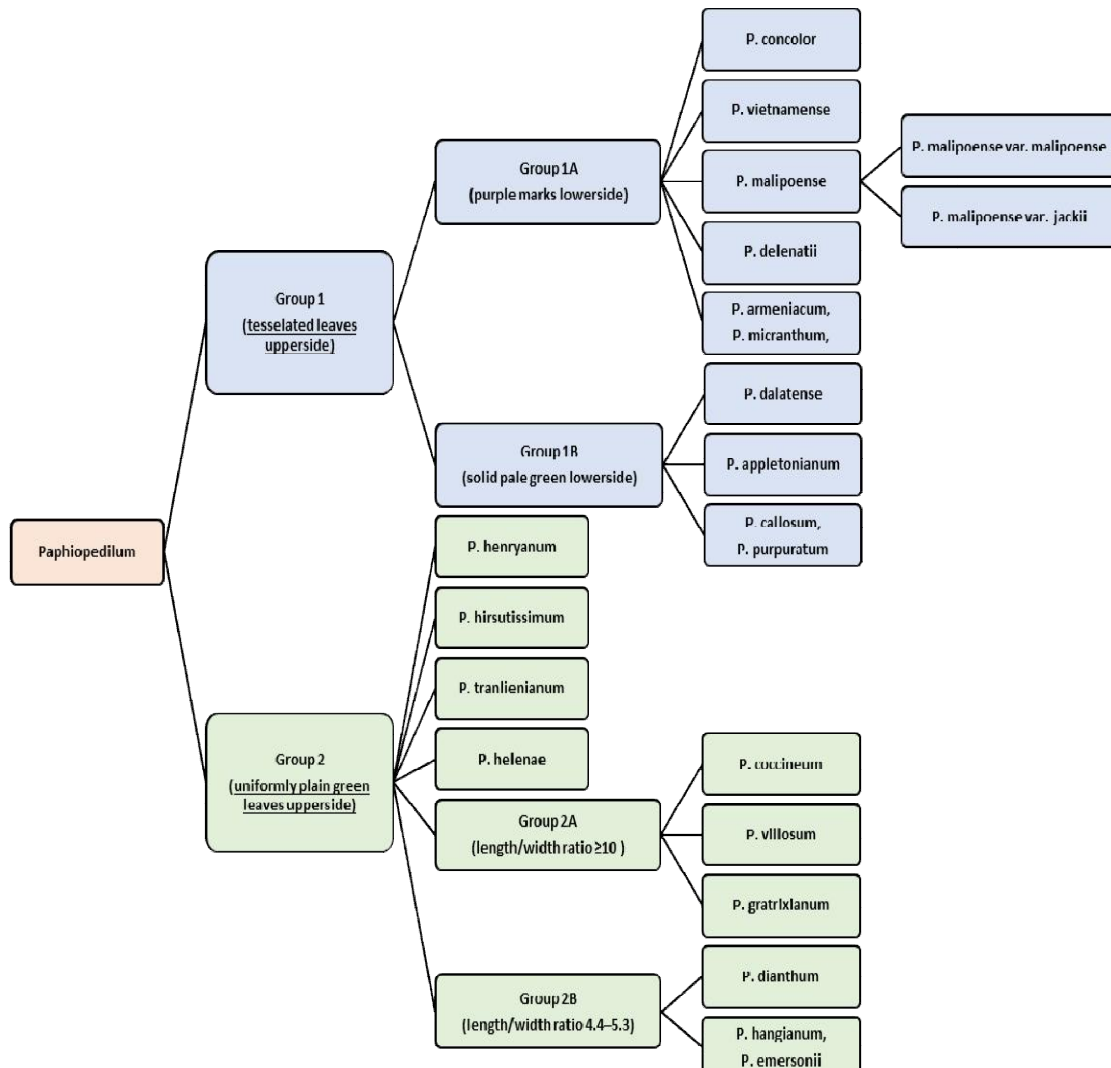 Paphiopedilum
Group 1
(tesselated leaves
upperside)
Group 1A
(purple marks lowerside)
P. concolor
P. vietnamense
P. malipoense
P. malipoense var. malipoense
P. malipoense var. jackii
P. delenatii
P. armeniacum,
P. micranthum,
Group 1B
(solid pale green lowerside)
P. dalatense
P. appletonianum
P. callosum,
P. purpuratum
Group 2
(uniformly plain green
leaves upperside)
P. henryanum
P. hirsutissimum
P. tranlienianum
P. helenae
Group 2A
(length/width ratio ≥10 )
P. coccineum
P. villosum
P. gratrixianum
Group 2B
(length/width ratio 4.4–5.3)
P. dianthum
P. hangianum,
P. emersonii